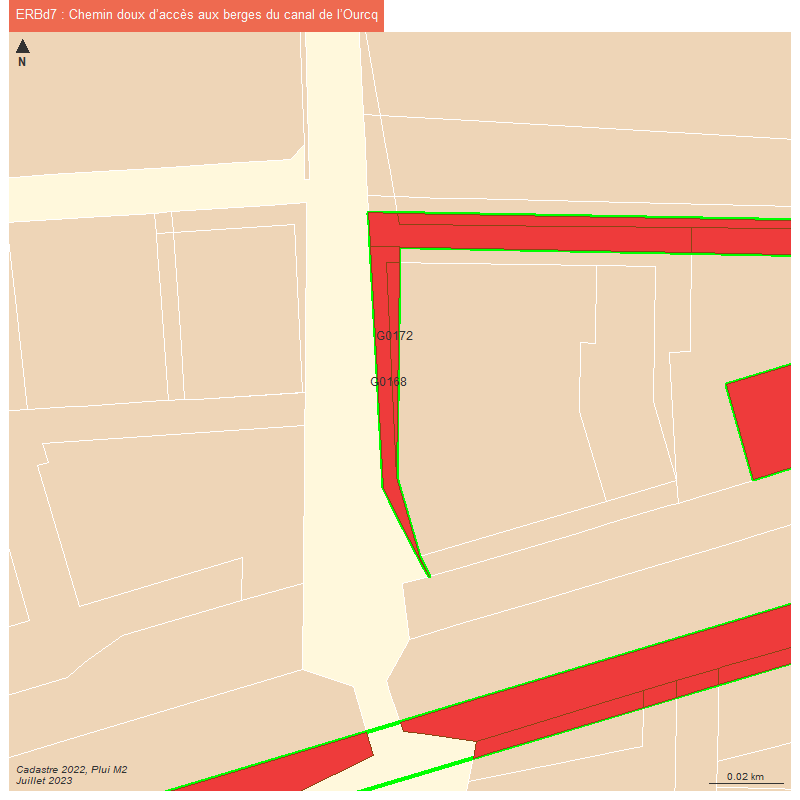 ERBd7 : Chemin doux d'accès aux berges du canal de l'Ourcq
N
G0172
G0168
Cadastre 2022, Plui M2
Juillet 2023
0.02 km